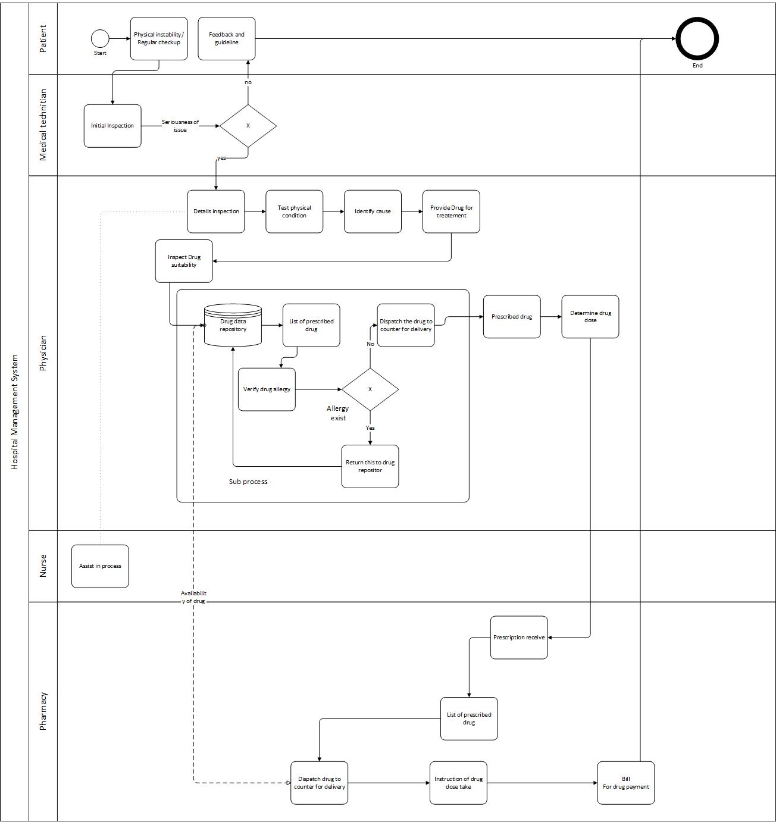 Hospital Management System
Patient
Start
Physical instability/
Regular checkup
Feedback and
guideline
End
no
Medical technitian
Initial Inspection
Seriousness of
issue
X
yes
Physician
Details inspection
Test physical
condition
Identify cause
Provide Drug for
treatement
Inspect Drug
suitability
Drug data
repository
List of prescribed
drug
Dispatch the drug to
counter for delivery
Prescribed drug
Determine drug
dose
No
Verify drug allergy
X
Allergy
exist
Yes
Return this to drug
repositor
Sub process
Nurse
Assist in process
Availabilit
y of drug
Pharmacy
Prescription receive
List of prescribed
drug
Dispatch drug to
counter for delivery
Instruction of drug
dose take
Bill
For drug payment